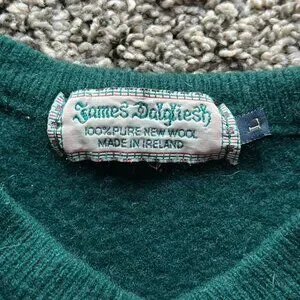 James Dalgliesh
100% PURE NEW WOOL
MADE IN IRELAND
L